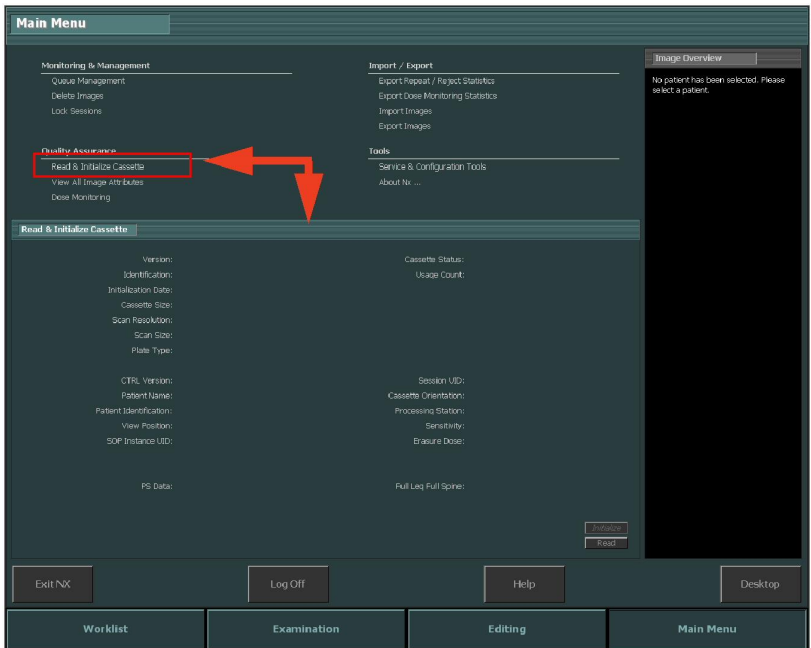 Main Menu
Monitoring & Management
Queue Management
Delete Images
Lock Sessions
Import / Export
Export Repeat / Reject Statistics
Export Dose Monitoring Statistics
Import Images
Export Images
Quality Assurance
Read & Initialize Cassette
View All Image Attributes
Dose Monitoring
Tools
Service & Configuration Tools
About Nx ...
Image Overview
No patient has been selected. Please
select a patient.
Read & Initialize Cassette
Version:
Identification:
Initialization Date:
Cassette Size:
Scan Resolution:
Scan Size:
Plate Type:
Cassette Status:
Usage Count:
CTRL Version:
Patient Name:
Patient Identification:
View Position:
SOP Instance UID:
Session UID:
Cassette Orientation:
Processing Station:
Sensitivity:
Erasure Dose:
PS Data:
Full Leg Full Spine:
Initialize
Read
Exit NX
Log Off
Help
Desktop
Worklist
Examination
Editing
Main Menu